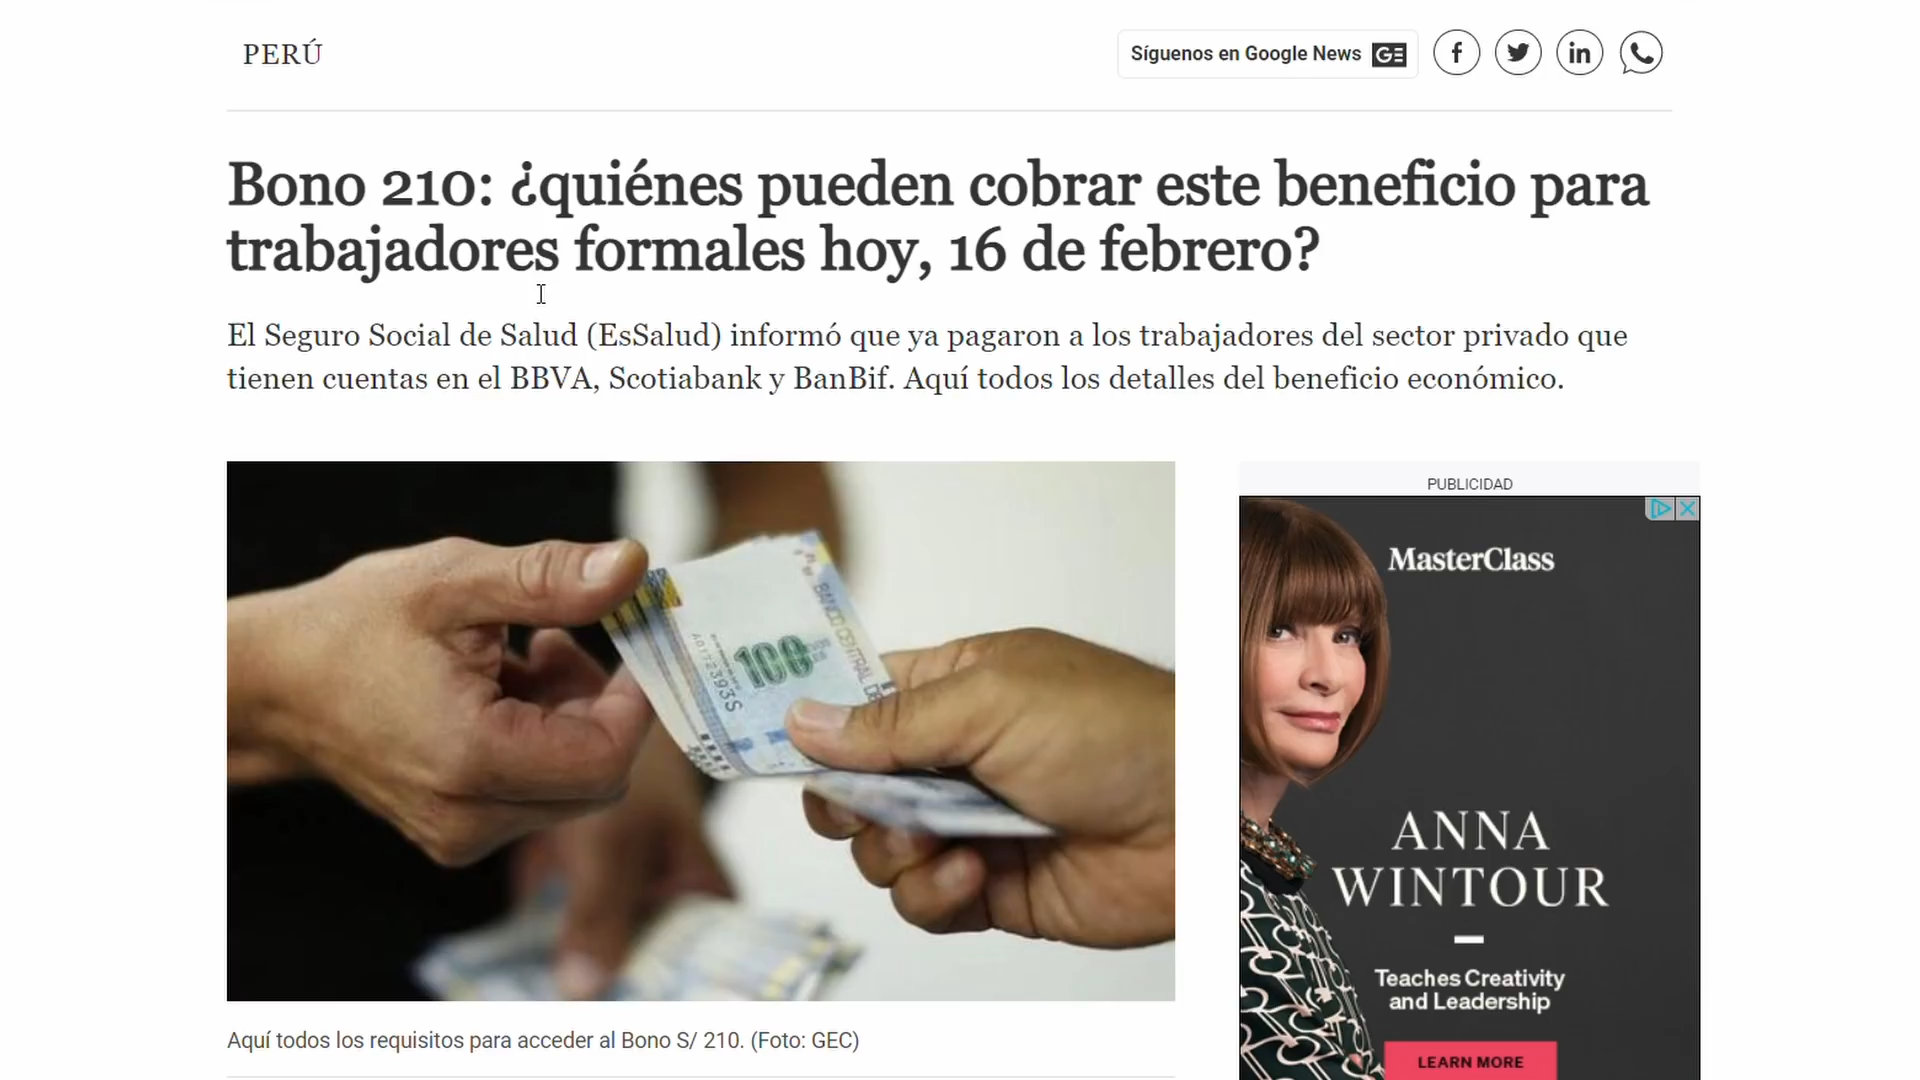 PERÚ
Síguenos en Google News
Bono 210: ¿quiénes pueden cobrar este beneficio para
trabajadores formales hoy, 16 de febrero?
El Seguro Social de Salud (EsSalud) informó que ya pagaron a los trabajadores del sector privado que
tienen cuentas en el BBVA, Scotiabank y BanBif. Aquí todos los detalles del beneficio económico.
100
BANCO CENTRAL DE
PUBLICIDAD
MasterClass
ANNA
WINTOUR
Teaches Creativity
and Leadership
LEARN MORE
Aquí todos los requisitos para acceder al Bono S/ 210. (Foto: GEC)